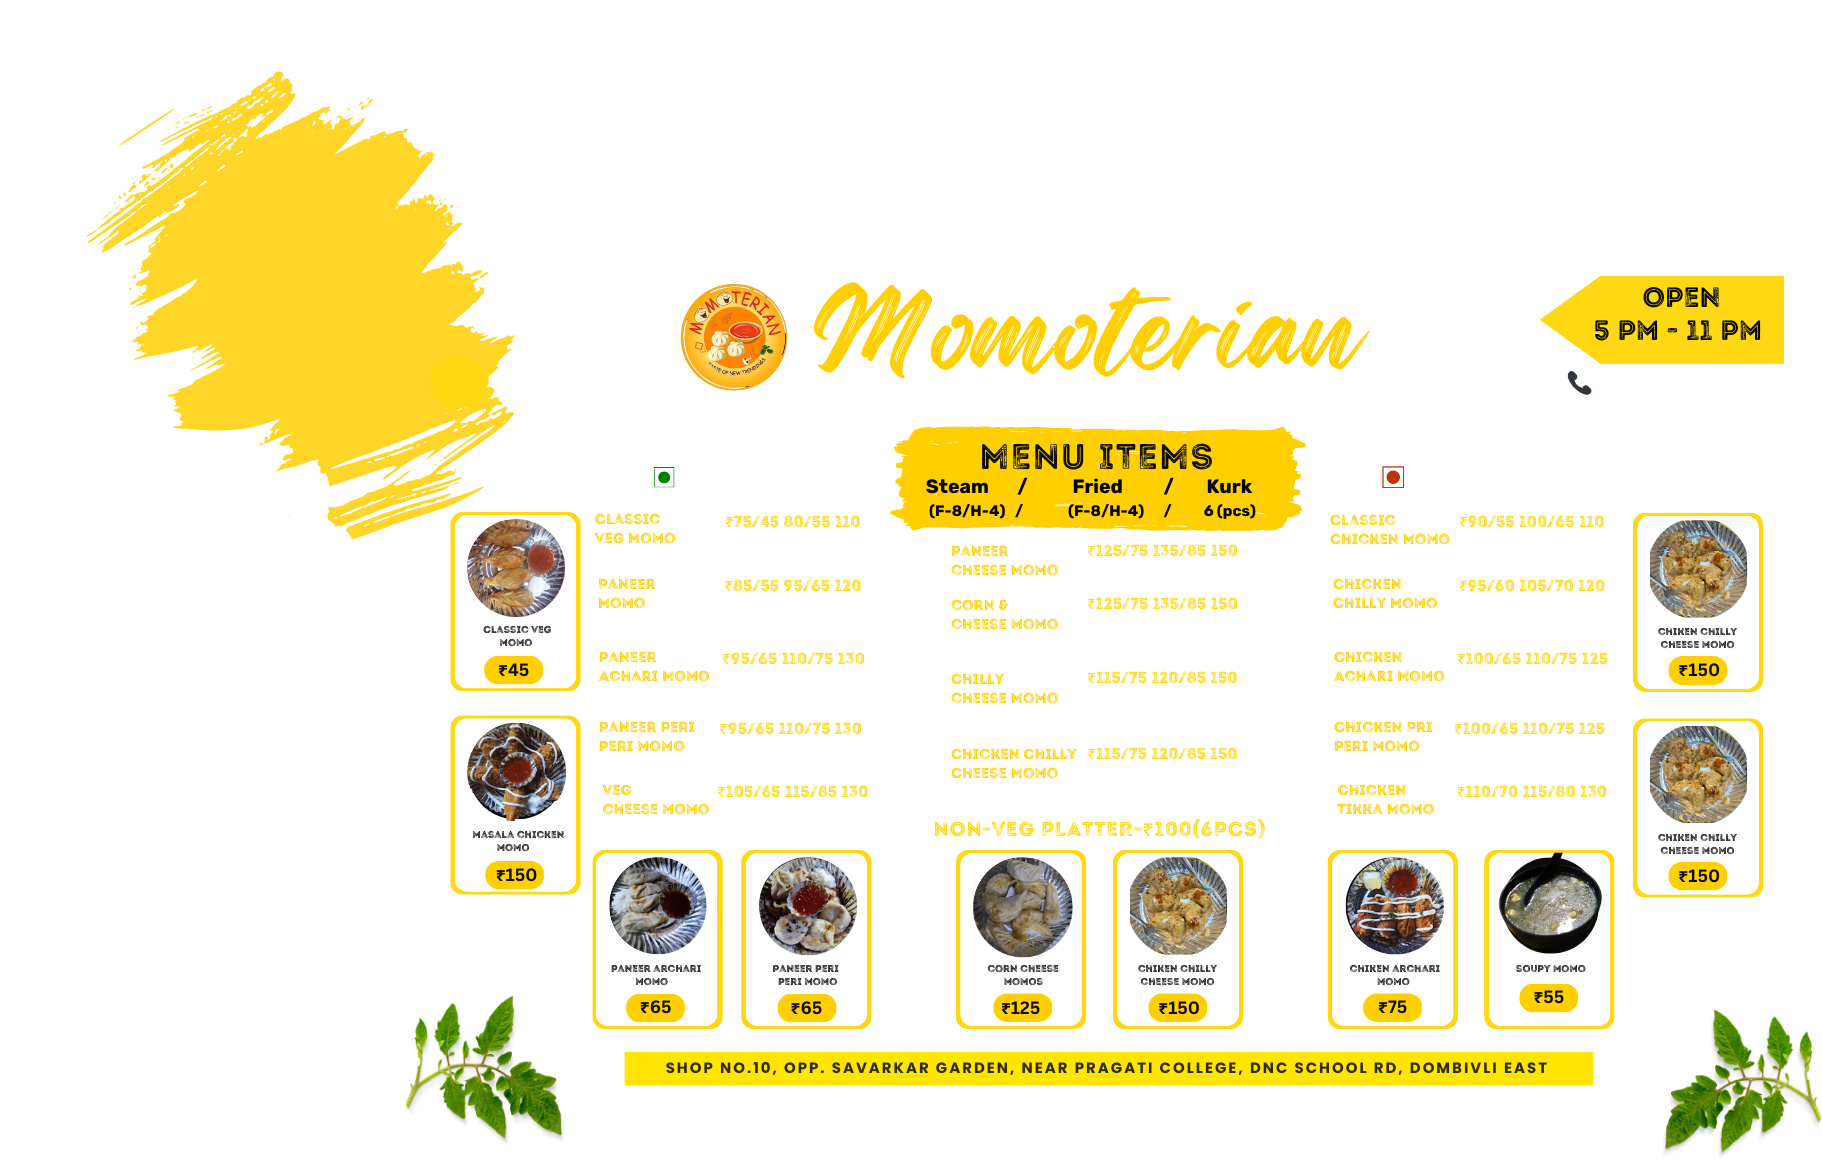 MOMOTERIAN
TASTE OF NEW TRENDINGS
Momoterian
OPEN
5 PM - 11 PM
MENU ITEMS
Steam / Fried / Kurk
(F-8/H-4) / (F-8/H-4) / 6 (pcs)
CLASSIC
VEG MOMO
₹75/45 80/55 110
PANEER
MOMO
₹85/55 95/65 120
PANEER
ACHARI MOMO
₹95/65 110/75 130
PANEER PERI
PERI MOMO
₹95/65 110/75 130
VEG
CHEESE MOMO
₹105/65 115/85 130
PANEER
CHEESE MOMO
₹125/75 135/85 150
CORN &
CHEESE MOMO
₹125/75 135/85 150
CHILLY
CHEESE MOMO
₹115/75 120/85 150
CHICKEN CHILLY
CHEESE MOMO
₹115/75 120/85 150
NON-VEG PLATTER-₹100(6PCS)
CLASSIC
CHICKEN MOMO
₹90/55 100/65 110
CHICKEN
CHILLY MOMO
₹95/60 105/70 120
CHICKEN
ACHARI MOMO
₹100/65 110/75 125
CHICKEN PRI
PERI MOMO
₹100/65 110/75 125
CHICKEN
TIKKA MOMO
₹110/70 115/80 130
CLASSIC VEG
MOMO
₹45
MASALA CHICKEN
MOMO
₹150
PANEER ARCHARI
MOMO
₹65
PANEER PERI
PERI MOMO
₹65
CORN CHEESE
MOMOS
₹125
CHIKEN CHILLY
CHEESE MOMO
₹150
CHIKEN ARCHARI
MOMO
₹75
SOUPY MOMO
₹55
CHIKEN CHILLY
CHEESE MOMO
₹150
CHIKEN CHILLY
CHEESE MOMO
₹150
SHOP NO.10, OPP. SAVARKAR GARDEN, NEAR PRAGATI COLLEGE, DNC SCHOOL RD, DOMBIVLI EAST